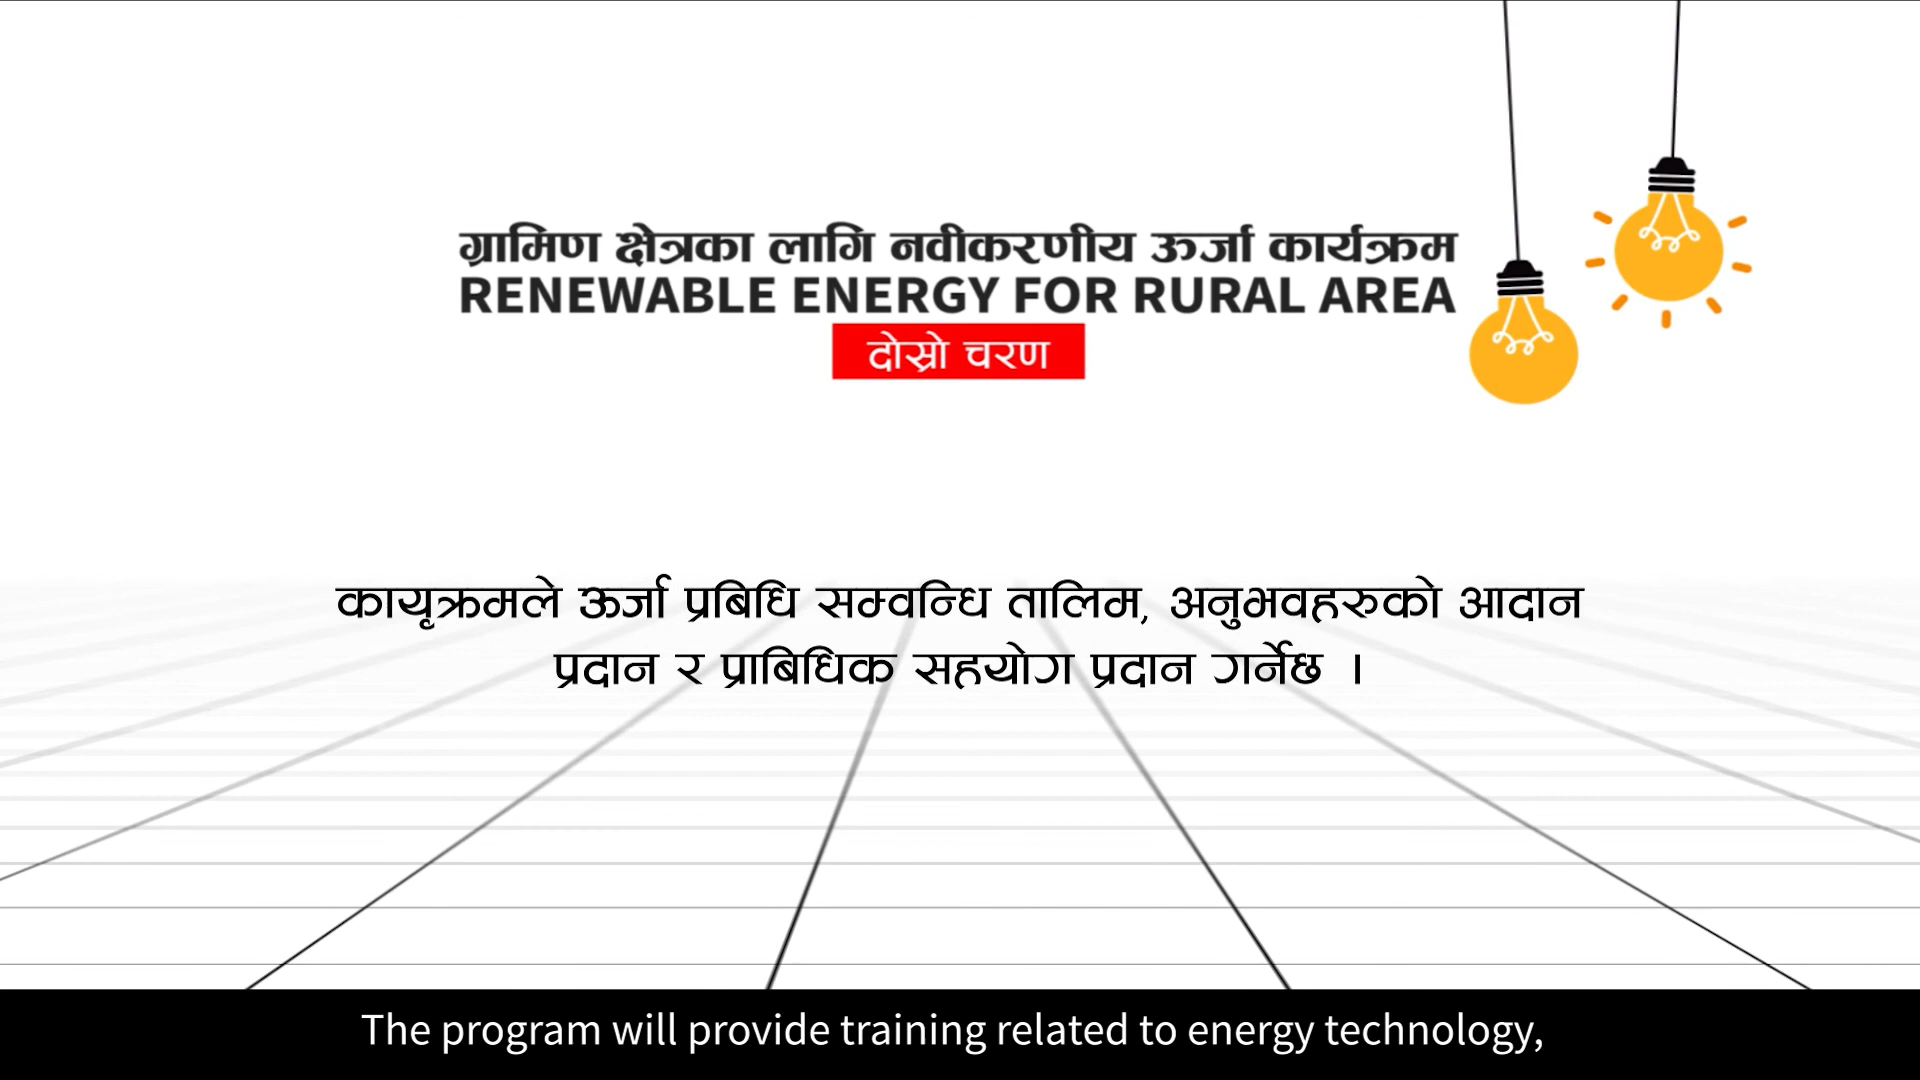 ग्रामिण क्षेत्रका लागि नवीकरणीय ऊर्जा कार्यक्रम
RENEWABLE ENERGY FOR RURAL AREA
दोस्रो चरण
कायृक्रमले ऊर्जा प्रबिधि सम्वन्धि तालिम, अनुभवहरुको आदान
प्रदान र प्राबिधिक सहयोग प्रदान गर्नेछ ।
The program will provide training related to energy technology,